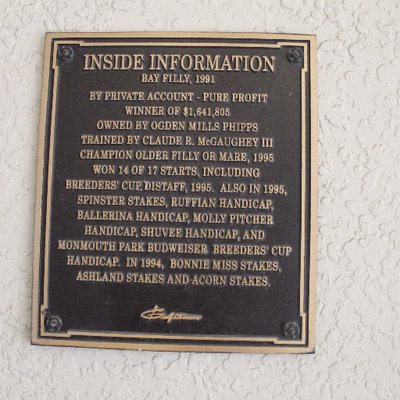 INSIDE INFORMATION
BAY FILLY, 1991
BY PRIVATE ACCOUNT - PURE PROFIT
WINNER OF $1,641,805
OWNED BY OGDEN MILLS PHIPPS
TRAINED BY CLAUDE R. McGAUGHEY III
CHAMPION OLDER FILLY OR MARE, 1995
WON 14 OF 17 STARTS, INCLUDING
BREEDERS' CUP, DISTAFF, 1995. ALSO IN 1995,
SPINSTER STAKES, RUFFIAN HANDICAP,
BALLERINA HANDICAP, MOLLY PITCHER
HANDICAP, SHUVEE HANDICAP, AND
MONMOUTH PARK BUDWEISER BREEDERS' CUP
HANDICAP. IN 1994, BONNIE MISS STAKES,
ASHLAND STAKES AND ACORN STAKES.